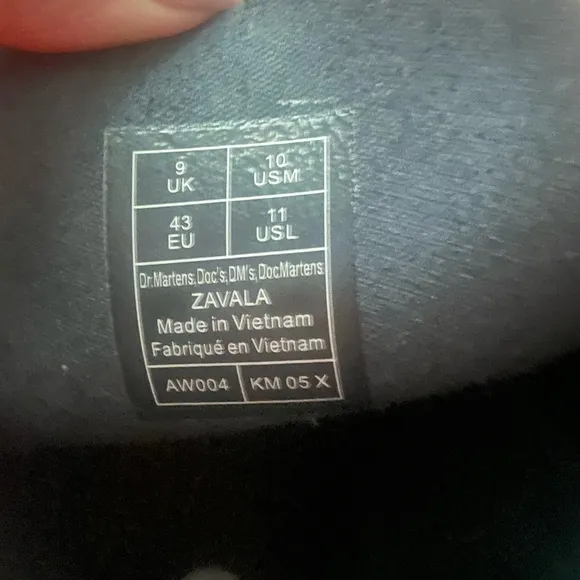 9 10
UK USM
43 11
EU USL
Dr.Martens,Doc's,DM's,DocMartens
ZAVALA
Made in Vietnam
Fabriqué en Vietnam
AW004 KM 05 X